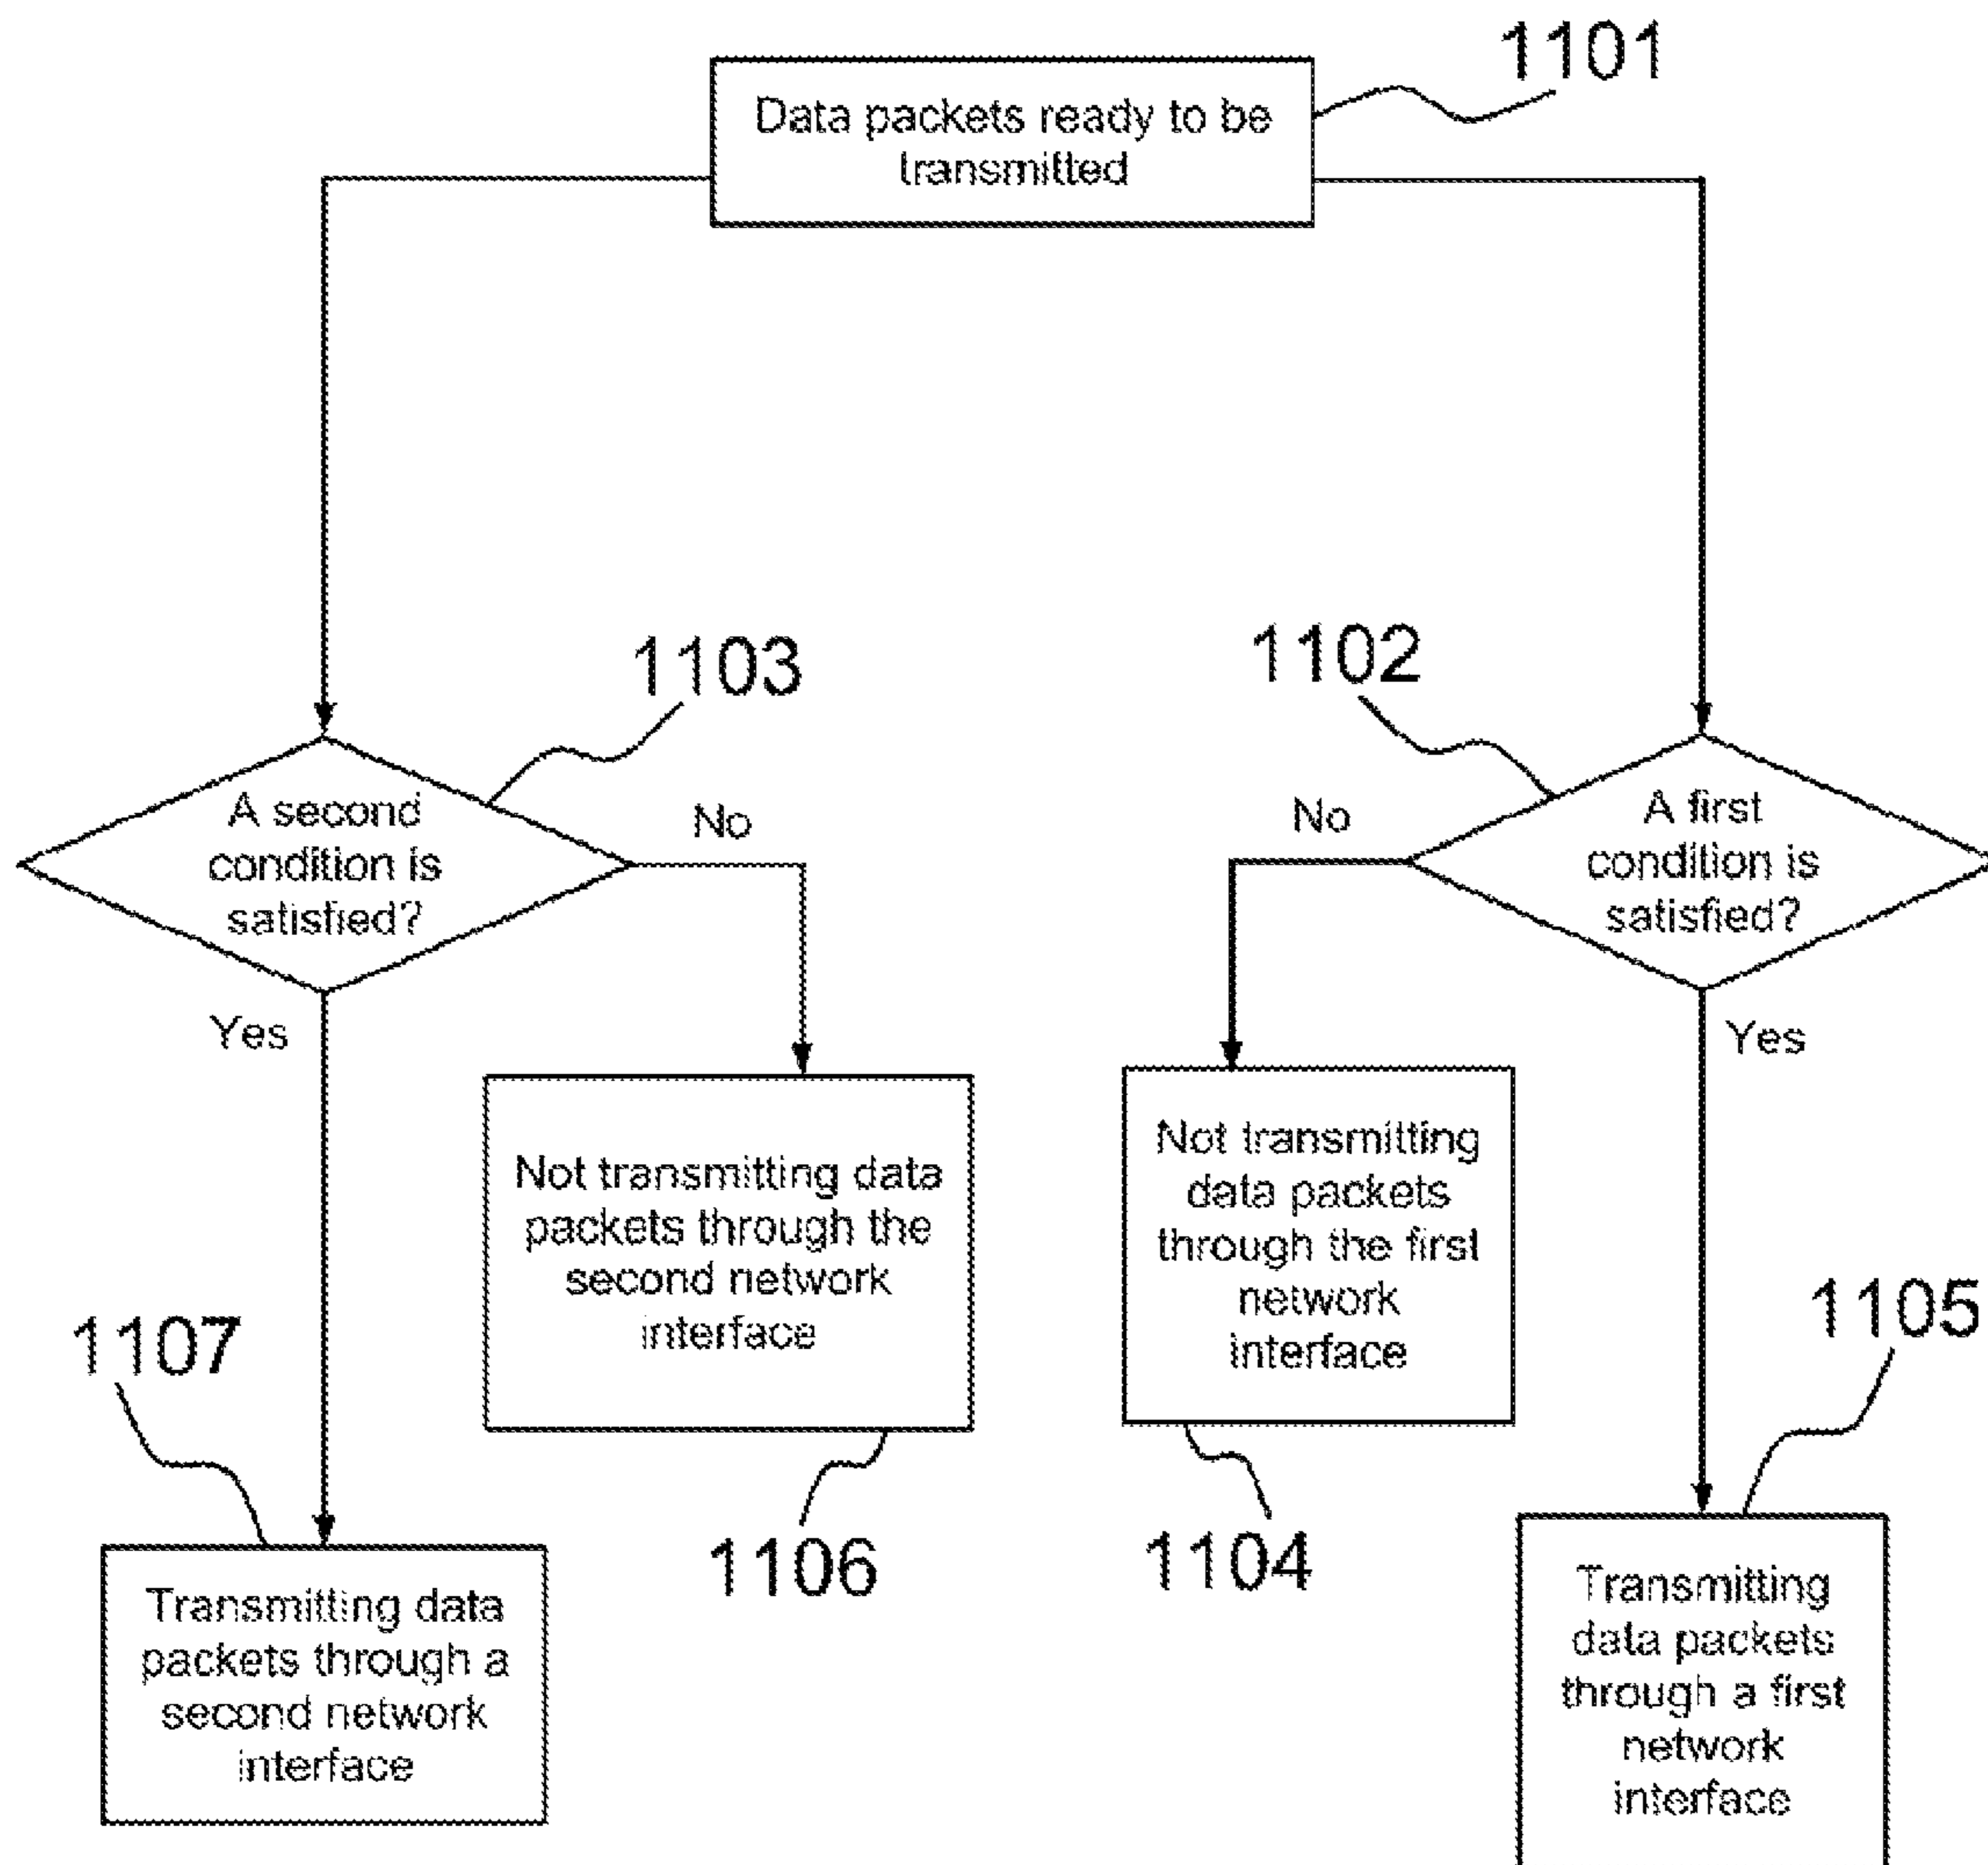 1101
Data packets ready to be
transmitted
1103
1102
A second
condition is
satisfied?
No
No
A first
condition is
satisfied?
Yes
Yes
Not transmitting data
packets through the
second network
interface
Not transmitting
data packets
through the first
network
interface
1107
1105
1106
1104
Transmitting data
packets through a
second network
interface
Transmitting
data packets
through a first
network
interface